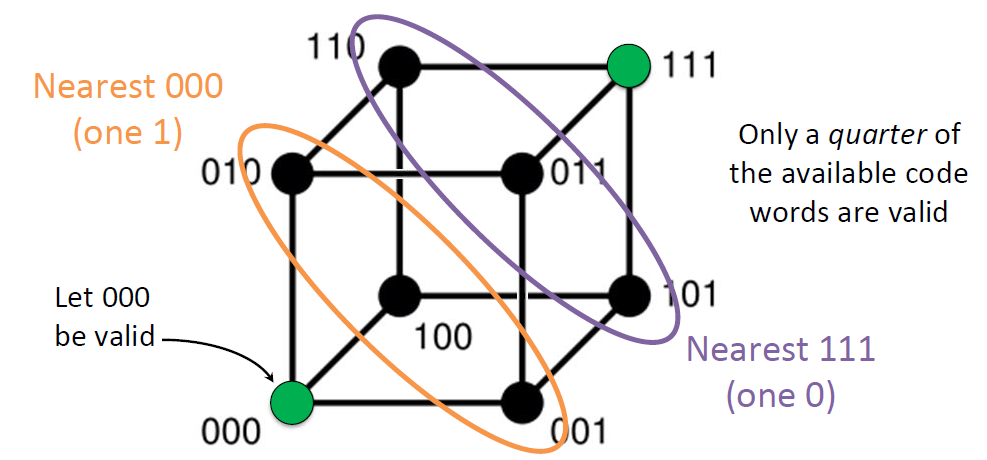 110
111
Nearest 000
(one 1)
Only a quarter of
the available code
words are valid
010
011
Let 000
be valid
101
100
Nearest 111
(one 0)
000
001